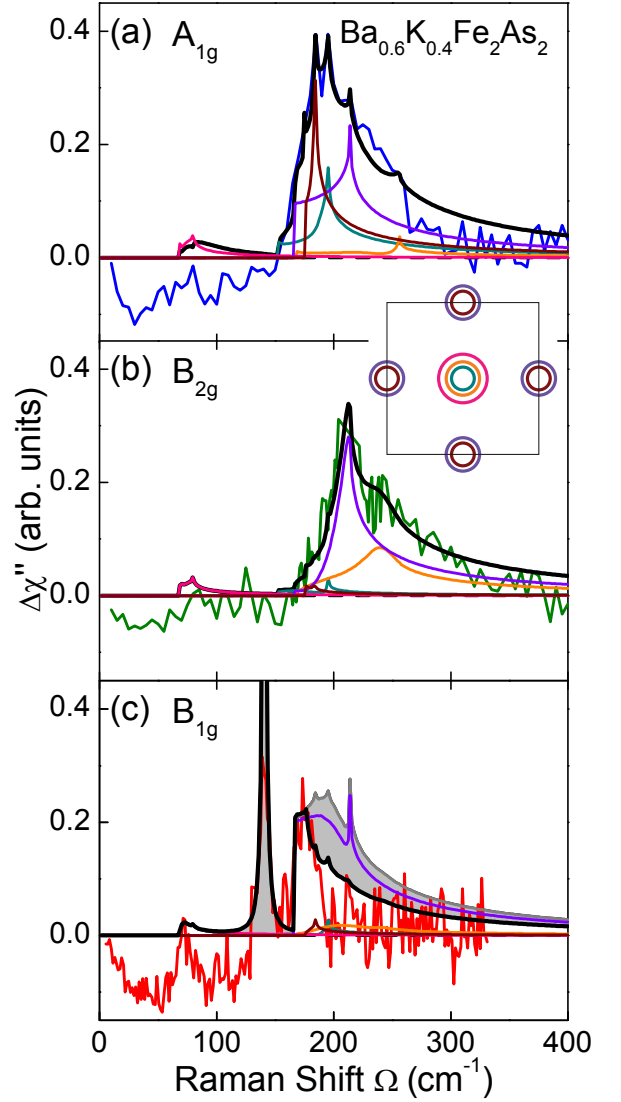 (a) A1g Ba0.6K0.4Fe2As2
0.4
0.2
0.0
(b) B2g
0.4
0.2
0.0
Δχ'' (arb. units)
(c) B1g
0.4
0.2
0.0
0 100 200 300 400
Raman Shift Ω (cm-1)